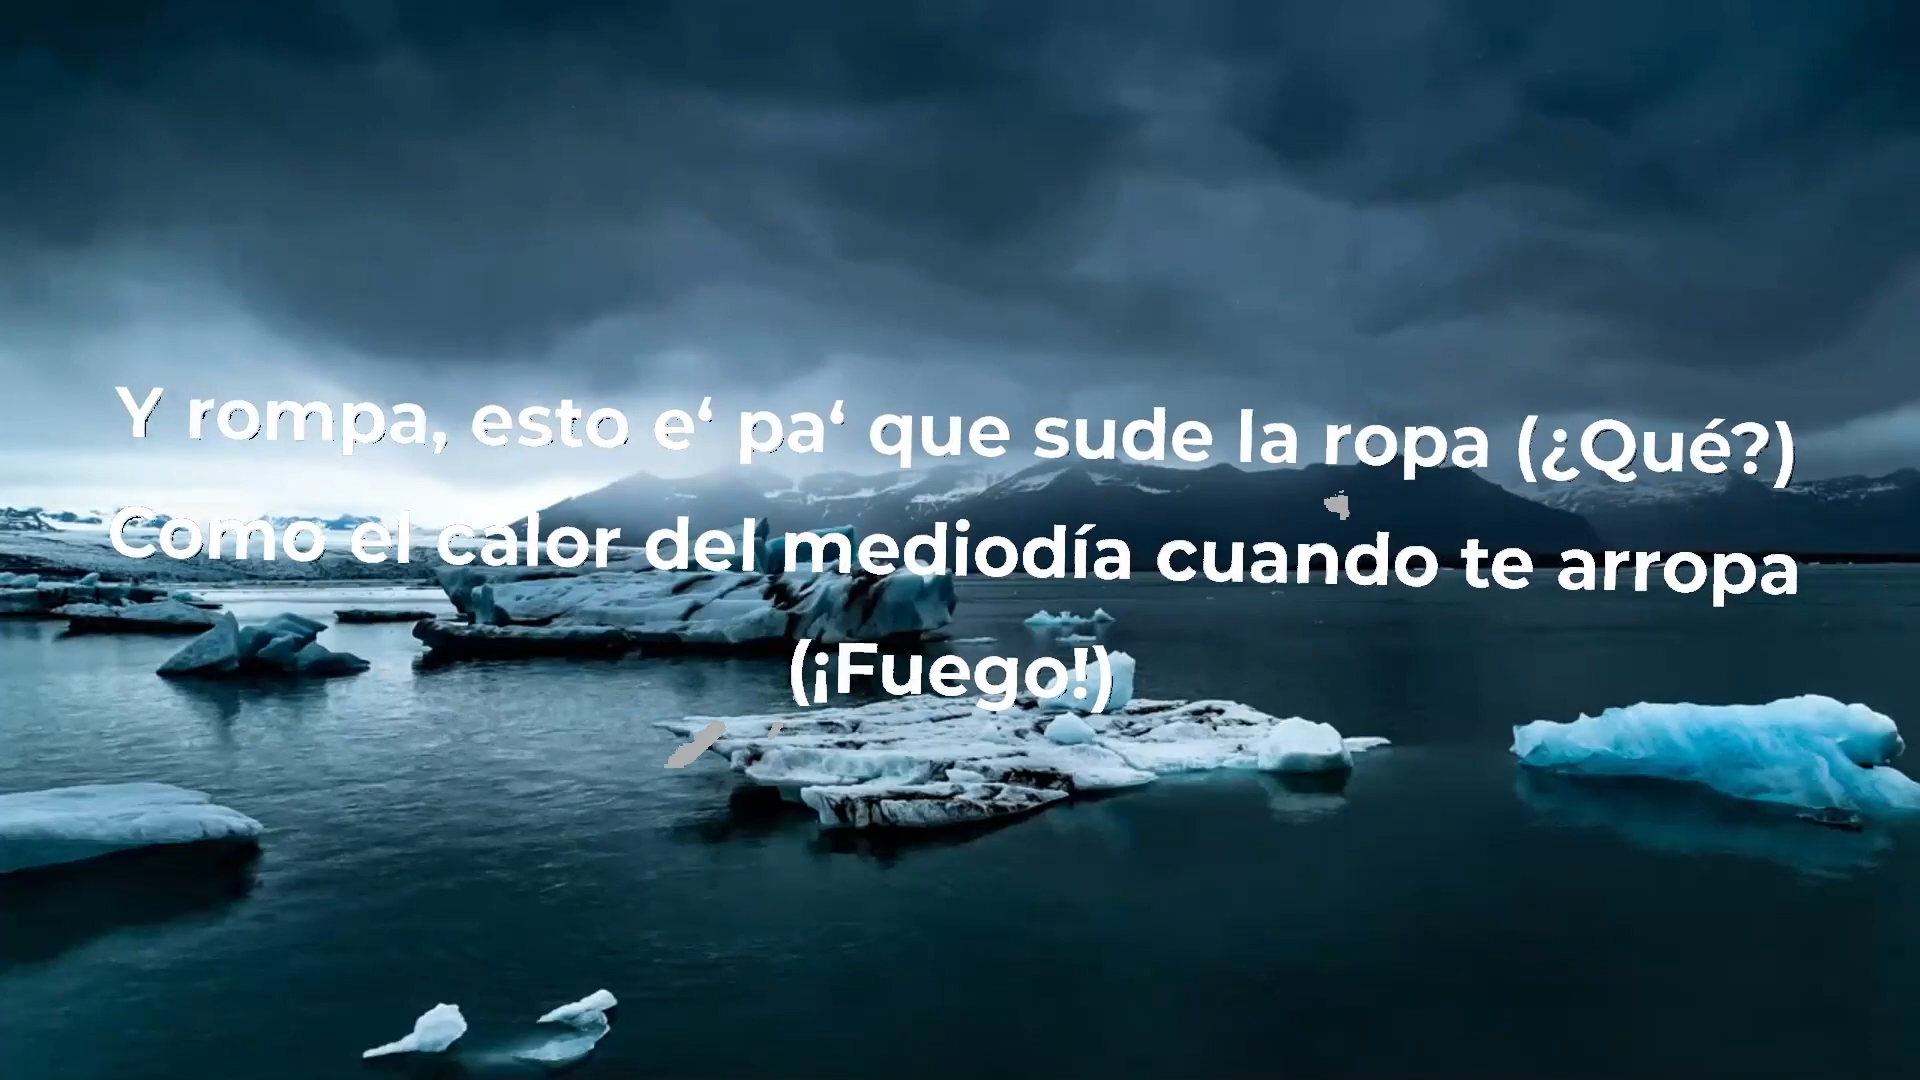 Y rompa, esto e‘ pa‘ que sude la ropa (¿Qué?)
Como el calor del mediodía cuando te arropa
(¡Fuego!)